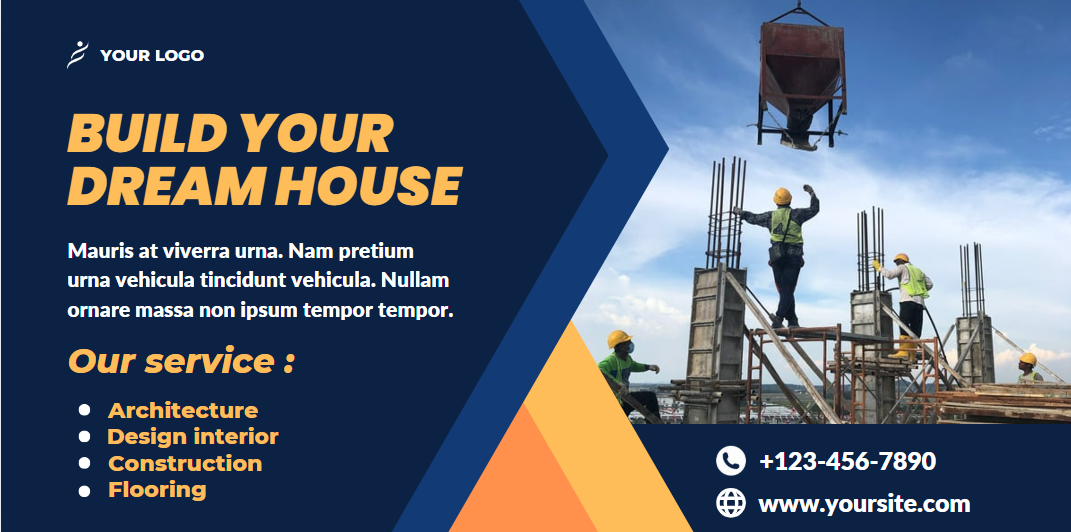 YOUR LOGO
BUILD YOUR
DREAM HOUSE
Mauris at viverra urna. Nam pretium
urna vehicula tincidunt vehicula. Nullam
ornare massa non ipsum tempor tempor.
Our service :
Architecture
Design interior
Construction
Flooring
+123-456-7890
www.yoursite.com